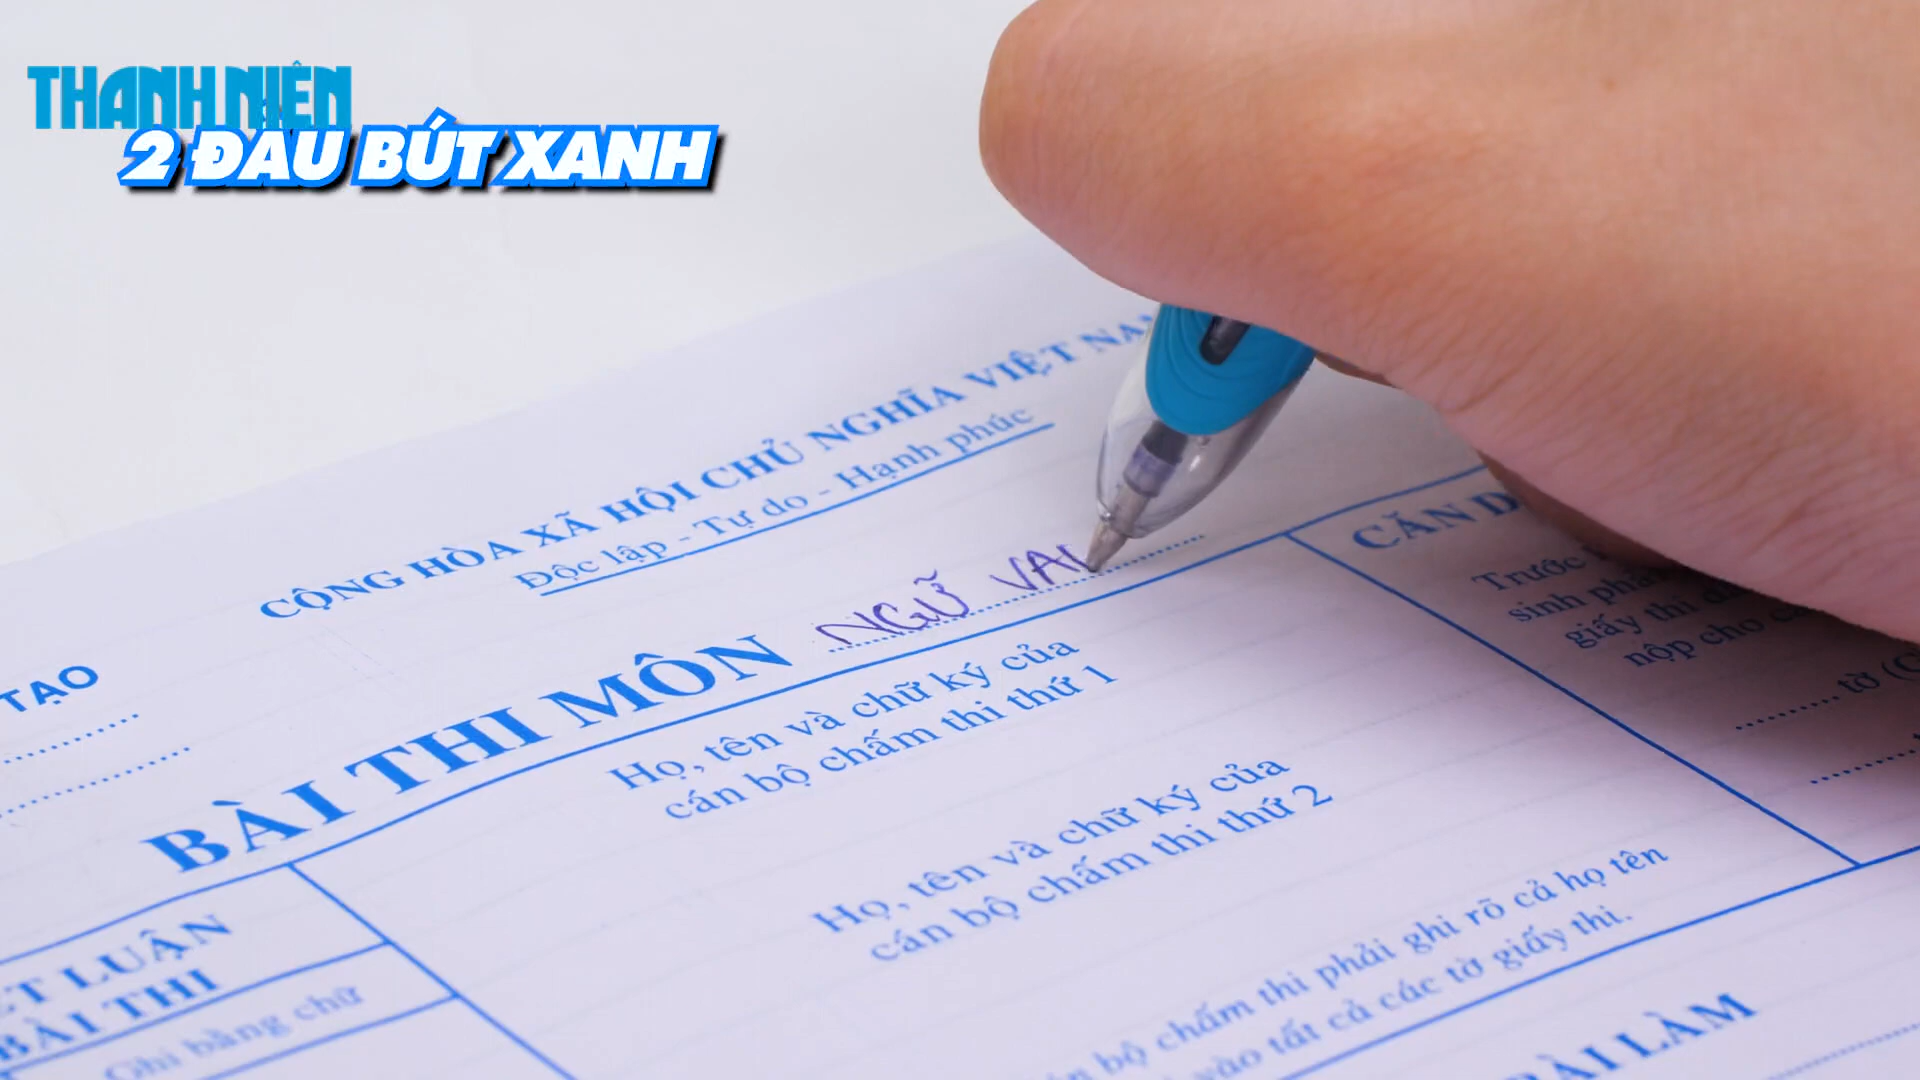 THANH NIÊN
2 ĐẦU BÚT XANH
CỘNG HÒA XÃ HỘI CHỦ NGHĨA VIỆT NA
Độc lập - Tự do - Hạnh phúc
TẠO
BÀI THI MÔN NGỮ VĂ
CĂN D
Họ, tên và chữ ký của
cán bộ chấm thi thứ 1
Họ, tên và chữ ký của
cán bộ chấm thi thứ 2
Trước
sinh phả
giấy thi
nộp cho
tờ (C
LUẬN
BÀI THI
Ghi bằng chữ
bộ chấm thi phải ghi rõ cả họ tên
vào tất cả các tờ giấy thi.
BÀI LÀM